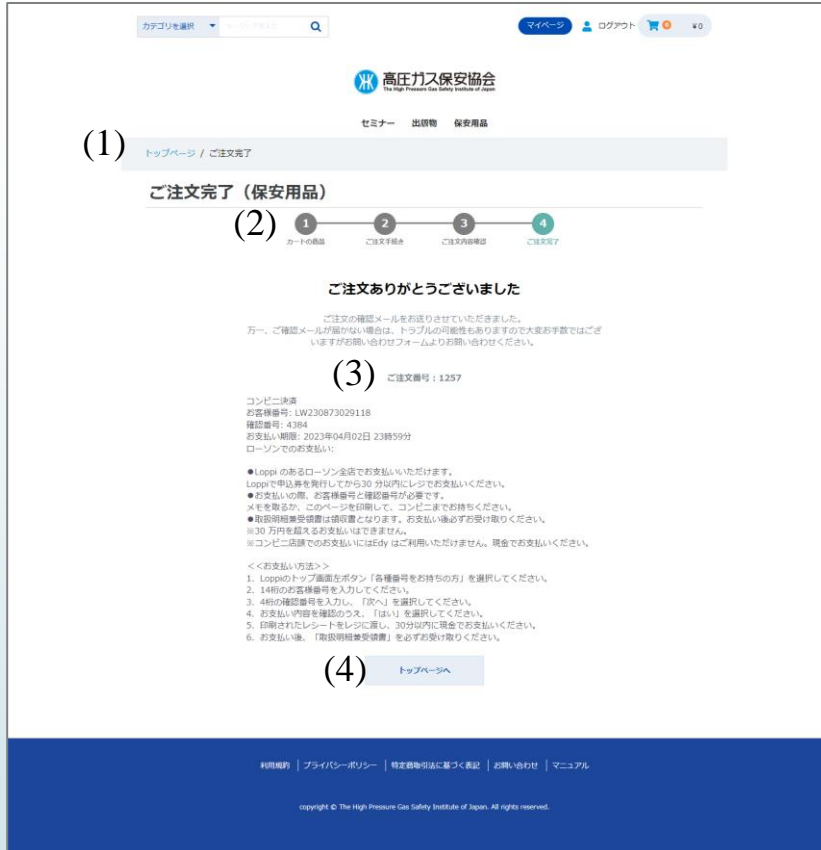 カテゴリを選択
マイページ ログアウト 0 ¥0
高圧ガス保安協会
The High Pressure Gas Safety Institute of Japan
セミナー 出版物 保安用品
(1) トップページ / ご注文完了
ご注文完了（保安用品）
(2) 1 2 3 4
カートの商品 ご注文手続き ご注文内容確認 ご注文完了
ご注文ありがとうございました
ご注文の確認メールをお送りさせていただきました。
万一、ご確認メールが届かない場合は、トラブルの可能性もありますので大変お手数ではござ
いますがお問い合わせフォームよりお問い合わせください。
(3) ご注文番号：1257
コンビニ決済
お客様番号: LW230873029118
確認番号: 4384
お支払い期限: 2023年04月02日 23時59分
ローソンでのお支払い:
●Loppi のあるローソン全店でお支払いいただけます。
Loppiで申込券を発行してから30 分以内にレジでお支払いください。
●お支払いの際、お客様番号と確認番号が必要です。
メモを取るか、このページを印刷して、コンビニまでお持ちください。
●取扱明細兼受領書は領収書となります。お支払い後必ずお受け取りください。
※30 万円を超えるお支払いはできません。
※コンビニ店頭でのお支払いにはEdy はご利用いただけません。現金でお支払いください。
＜＜お支払い方法＞＞
1. Loppiのトップ画面左ボタン「各種番号をお持ちの方」を選択してください。
2. 14桁のお客様番号を入力してください。
3. 4桁の確認番号を入力し、「次へ」を選択してください。
4. お支払い内容を確認のうえ、「はい」を選択してください。
5. 印刷されたレシートをレジに渡し、30分以内に現金でお支払いください。
6. お支払い後、「取扱明細兼受領書」を必ずお受け取りください。
(4) トップページへ
利用規約 | プライバシーポリシー | 特定商取引法に基づく表記 | お問い合わせ | マニュアル
copyright © The High Pressure Gas Safety Institute of Japan. All rights reserved.